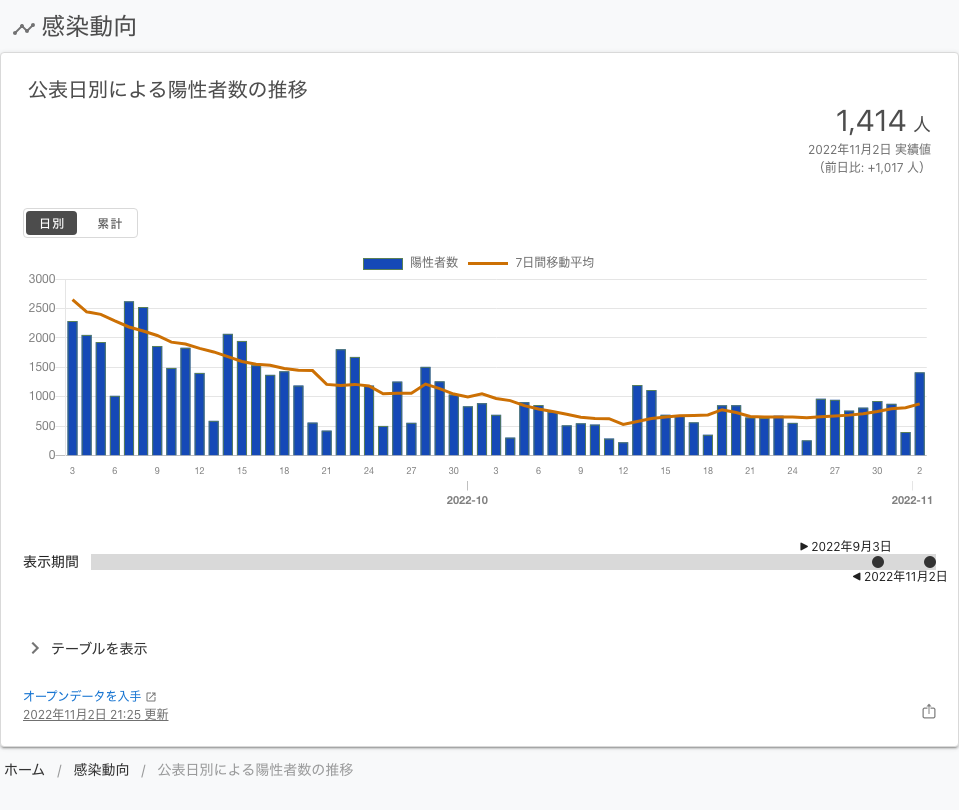 感染動向
公表日別による陽性者数の推移
1,414 人
2022年11月2日 実績値
（前日比: +1,017 人）
日別 累計
陽性者数 7日間移動平均
3000
2500
2000
1500
1000
500
0
3 6 9 12 15 18 21 24 27 30 3 6 9 12 15 18 21 24 27 30 2
2022-10 2022-11
2022年9月3日
表示期間
2022年11月2日
テーブルを表示
オープンデータを入手
2022年11月2日 21:25 更新
ホーム / 感染動向 / 公表日別による陽性者数の推移